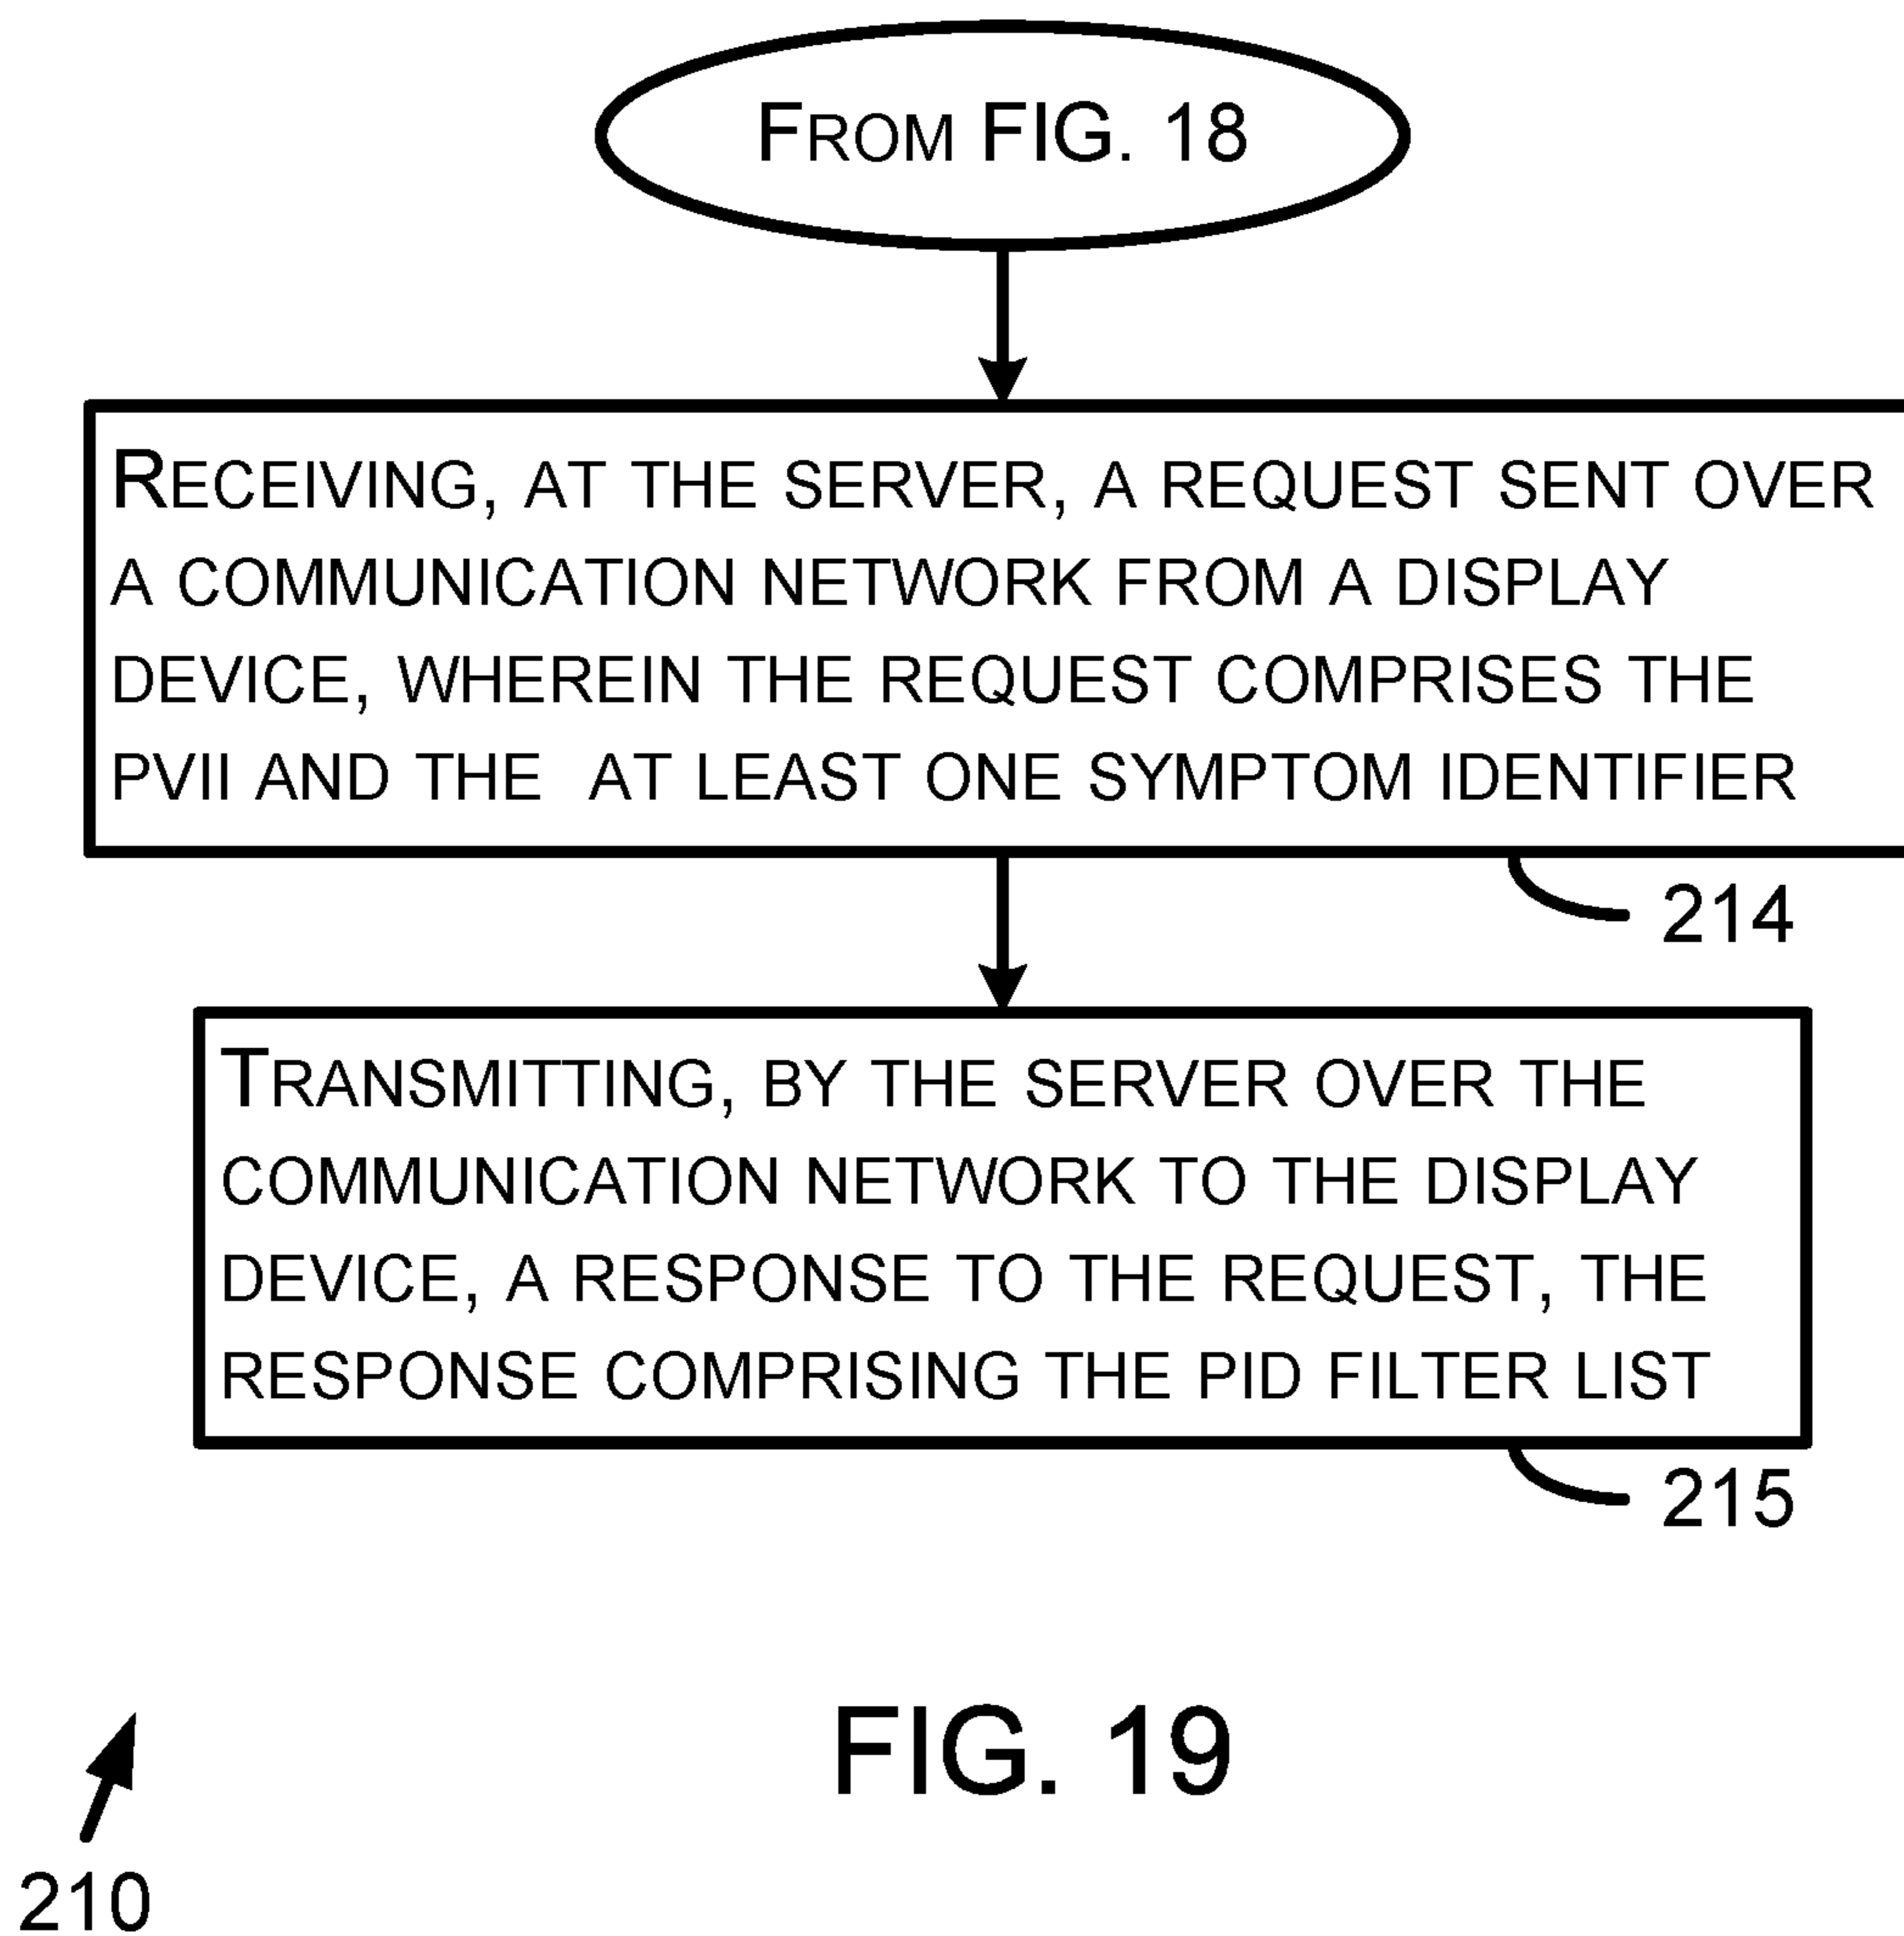 FROM FIG. 18
RECEIVING, AT THE SERVER, A REQUEST SENT OVER
A COMMUNICATION NETWORK FROM A DISPLAY
DEVICE, WHEREIN THE REQUEST COMPRISES THE
PVII AND THE  AT LEAST ONE SYMPTOM IDENTIFIER
214
TRANSMITTING, BY THE SERVER OVER THE
COMMUNICATION NETWORK TO THE DISPLAY
DEVICE, A RESPONSE TO THE REQUEST, THE
RESPONSE COMPRISING THE PID FILTER LIST
215
FIG. 19
210